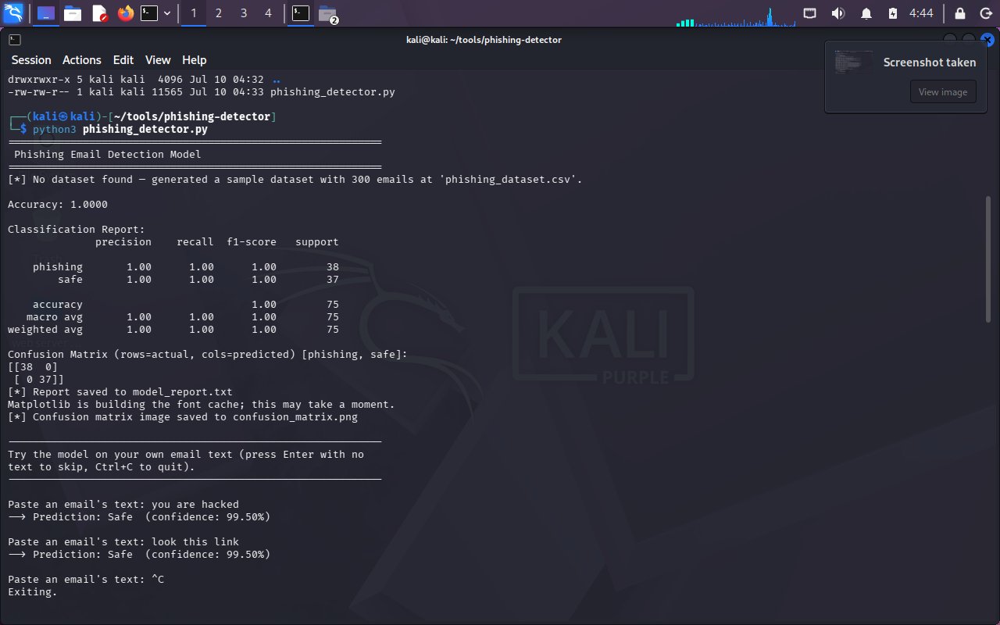 1 2 3 4 2 4:44
kali@kali: ~/tools/phishing-detector
Session Actions Edit View Help
Screenshot taken
View image
drwxrwxr-x 5 kali kali  4096 Jul 10 04:32 ..
-rw-rw-r-- 1 kali kali 11565 Jul 10 04:33 phishing_detector.py
┌──(kali㉿kali)-[~/tools/phishing-detector]
└─$ python3 phishing_detector.py
============================================================
Phishing Email Detection Model
============================================================
[*] No dataset found — generated a sample dataset with 300 emails at 'phishing_dataset.csv'.
Accuracy: 1.0000
Classification Report:
              precision    recall  f1-score   support
    phishing       1.00      1.00      1.00        38
        safe       1.00      1.00      1.00        37
    accuracy                           1.00        75
   macro avg       1.00      1.00      1.00        75
weighted avg       1.00      1.00      1.00        75
Confusion Matrix (rows=actual, cols=predicted) [phishing, safe]:
[[38  0]
 [ 0 37]]
[*] Report saved to model_report.txt
Matplotlib is building the font cache; this may take a moment.
[*] Confusion matrix image saved to confusion_matrix.png
------------------------------------------------------------
Try the model on your own email text (press Enter with no
text to skip, Ctrl+C to quit).
------------------------------------------------------------
Paste an email's text: you are hacked
--> Prediction: Safe  (confidence: 99.50%)
Paste an email's text: look this link
--> Prediction: Safe  (confidence: 99.50%)
Paste an email's text: ^C
Exiting.
KALI
PURPLE
Trash
web server